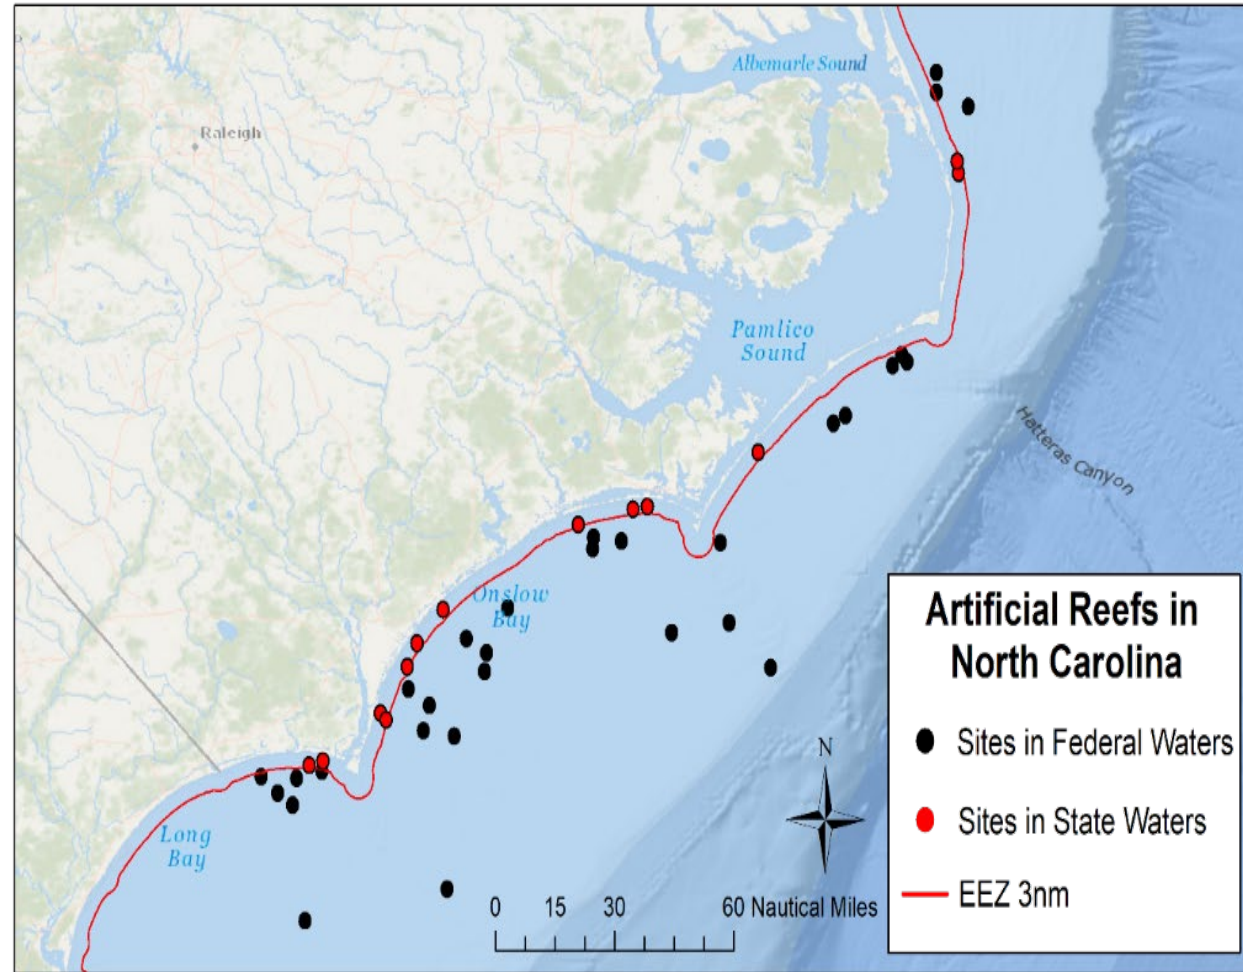 Albemarle Sound
Raleigh
Pamlico
Sound
Hatteras Canyon
Onslow
Bay
Artificial Reefs in
North Carolina
Sites in Federal Waters
N
Sites in State Waters
Long
Bay
EEZ 3nm
0 15 30 60 Nautical Miles